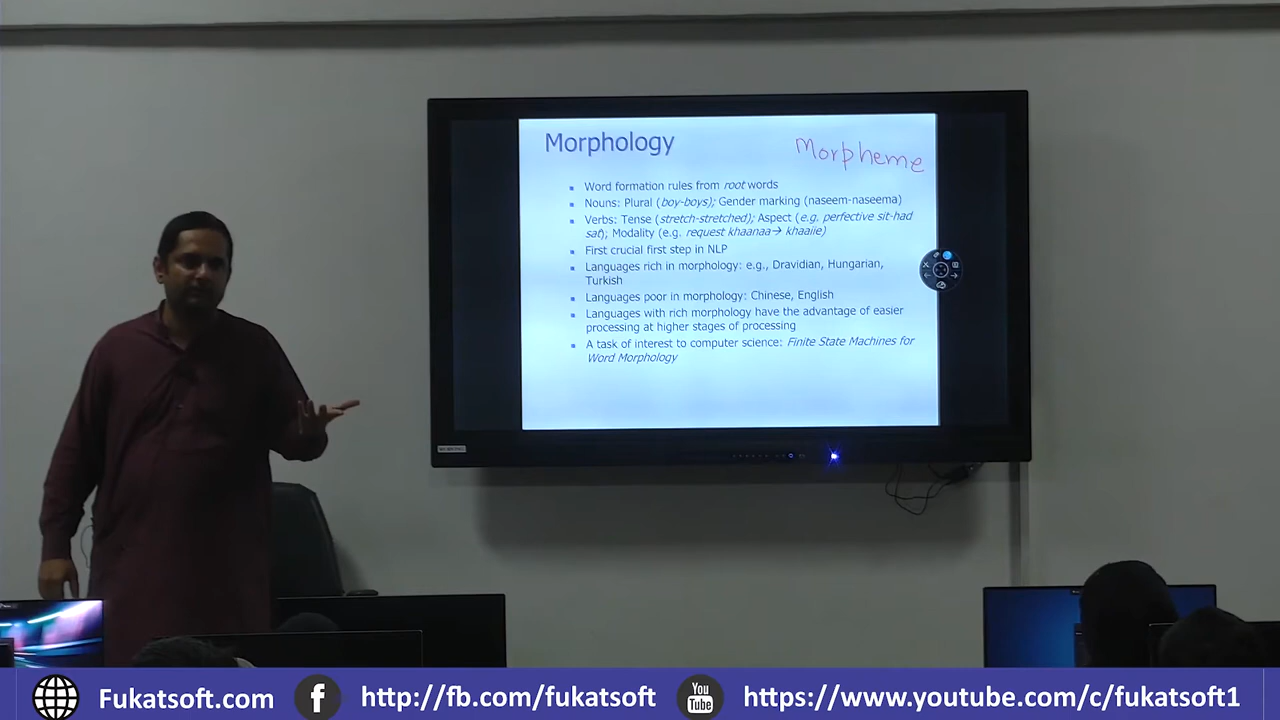 Morphology
Morpheme
Word formation rules from root words
Nouns: Plural (boy-boys); Gender marking (naseem-naseema)
Verbs: Tense (stretch-stretched); Aspect (e.g. perfective sit-had
sat); Modality (e.g. request khaanaa→ khaaiie)
First crucial first step in NLP
Languages rich in morphology: e.g., Dravidian, Hungarian,
Turkish
Languages poor in morphology: Chinese, English
Languages with rich morphology have the advantage of easier
processing at higher stages of processing
A task of interest to computer science: Finite State Machines for
Word Morphology
Fukatsoft.com
http://fb.com/fukatsoft
You
Tube
https://www.youtube.com/c/fukatsoft1